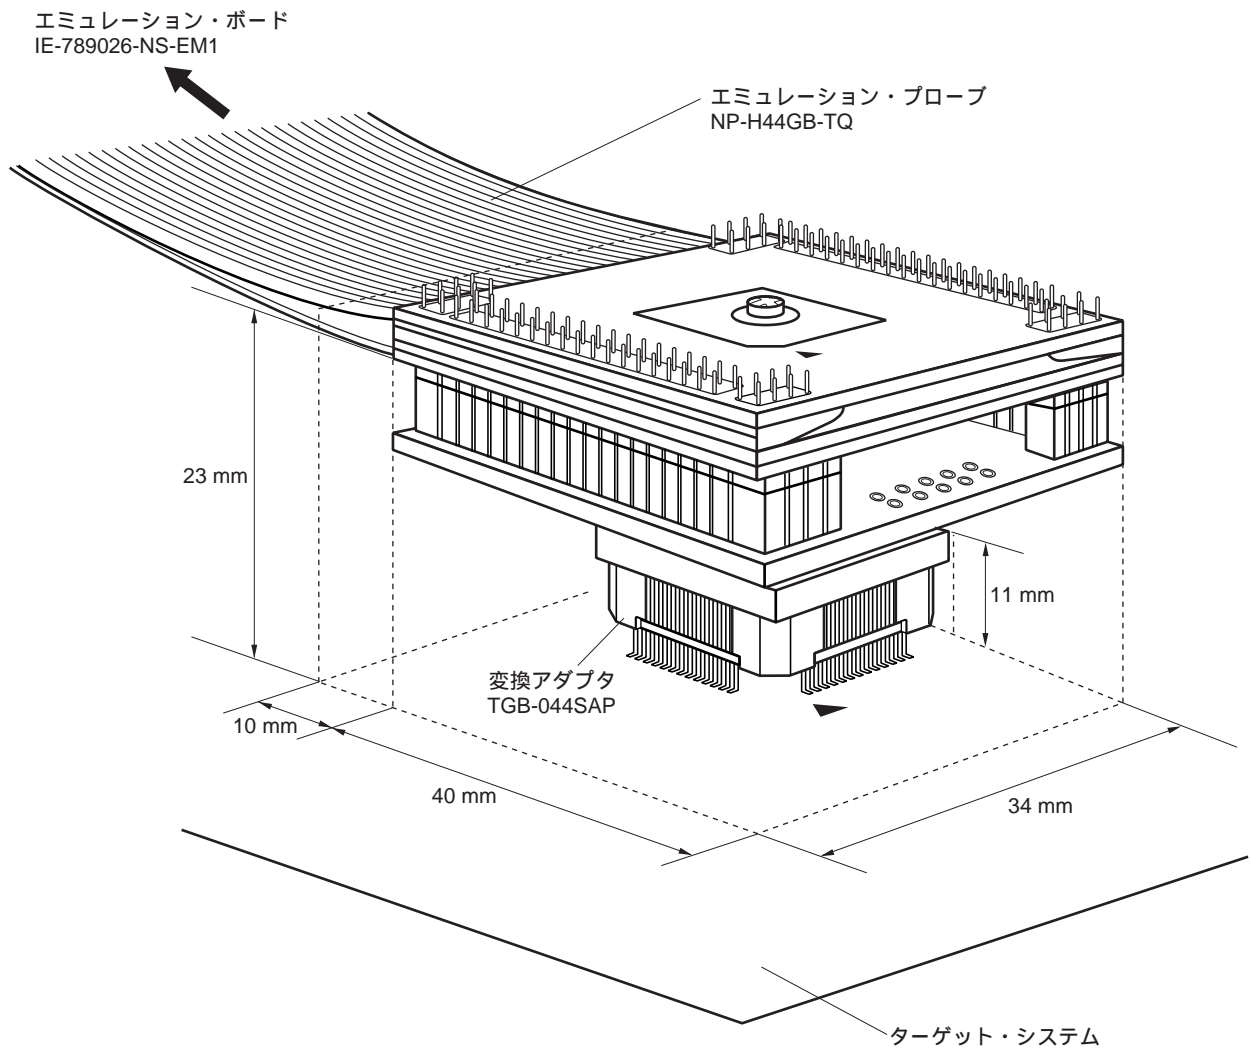 エミュレーション・ボード
IE-789026-NS-EM1
エミュレーション・プローブ
NP-H44GB-TQ
23 mm
11 mm
変換アダプタ
TGB-044SAP
10 mm
40 mm
34 mm
ターゲット・システム